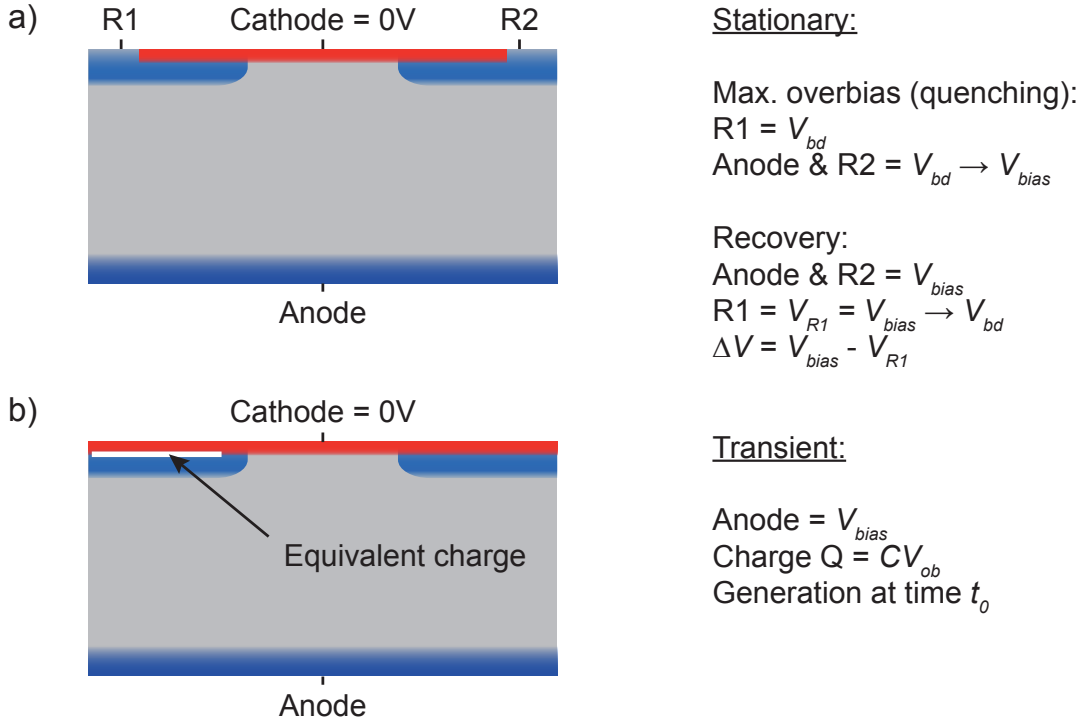 a)
R1
Cathode = 0V
R2
Anode
Stationary:
Max. overbias (quenching):
R1 = V_bd
Anode & R2 = V_bd → V_bias
Recovery:
Anode & R2 = V_bias
R1 = V_R1 = V_bias → V_bd
ΔV = V_bias - V_R1
b)
Cathode = 0V
Equivalent charge
Anode
Transient:
Anode = V_bias
Charge Q = CV_ob
Generation at time t_0